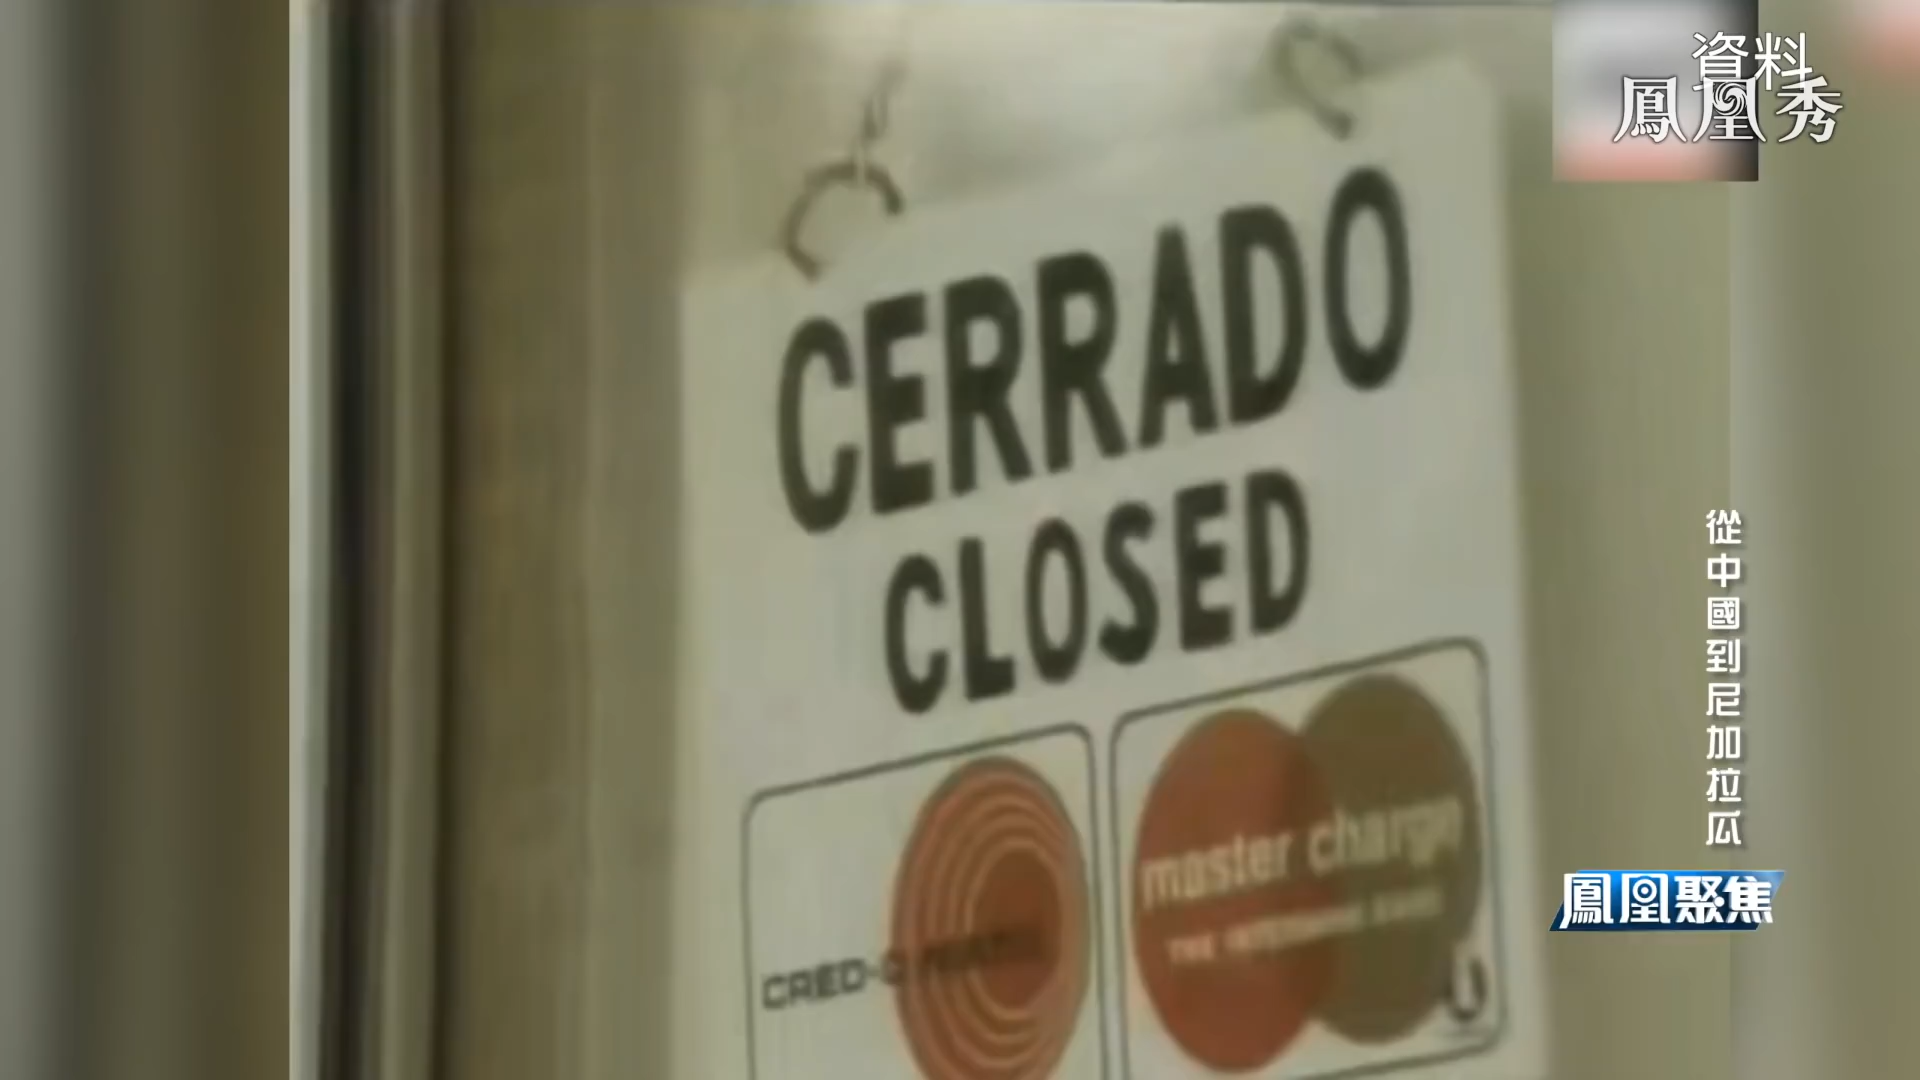 資料
鳳凰秀
CERRADO
CLOSED
master charge
從中國到尼加拉瓜
鳳凰聚焦